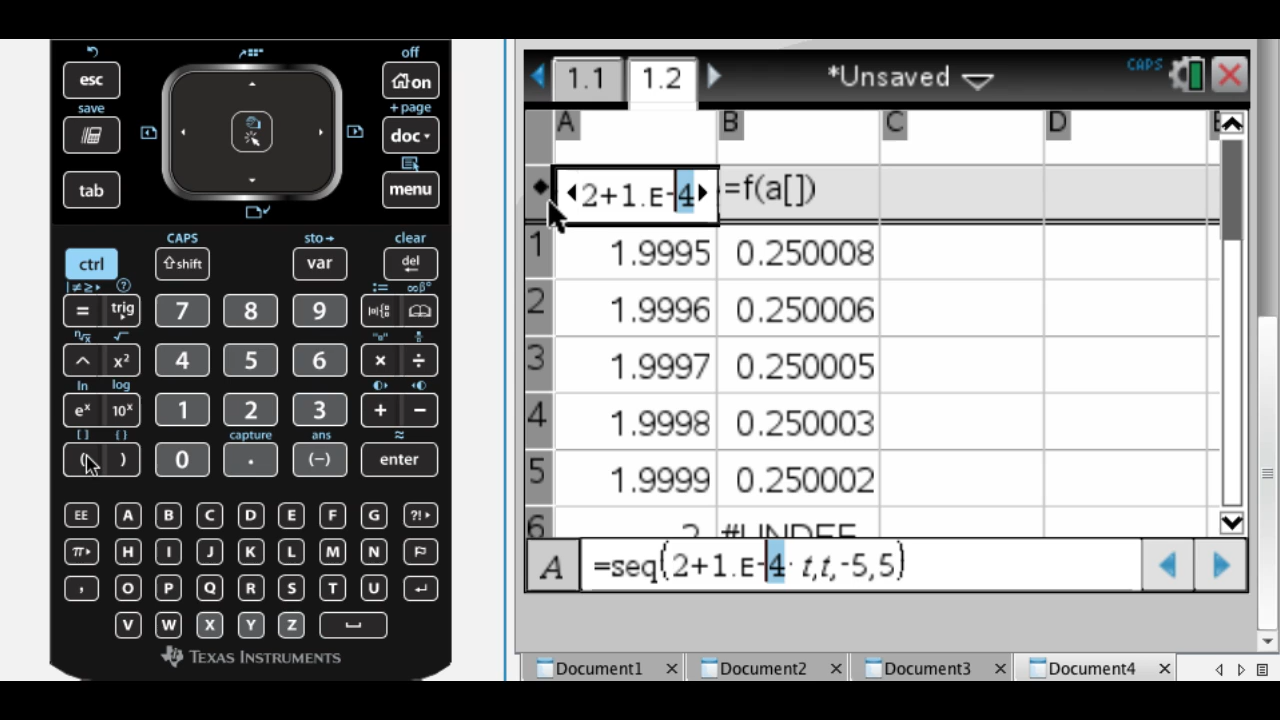 off
esc
on
save
+ page
doc
tab
menu
CAPS
sto→
clear
ctrl
⇧shift
var
del
|≠≥▸
:=
∞β°
=
trig
7
8
9
ⁿ√x
√
"□"
^
x²
4
5
6
×
÷
ln
log
eˣ
10ˣ
1
2
3
+
−
[ ]
{ }
capture
ans
≈
(
)
0
.
(−)
enter
EE
A
B
C
D
E
F
G
?!▸
π▸
H
I
J
K
L
M
N
,
O
P
Q
R
S
T
U
↵
V
W
X
Y
Z
TEXAS INSTRUMENTS
1.1
1.2
*Unsaved
CAPS
A
B
C
D
◆
2+1.E-4
=f(a[])
1
1.9995
0.250008
2
1.9996
0.250006
3
1.9997
0.250005
4
1.9998
0.250003
5
1.9999
0.250002
A
=seq(2+1.E-4· t,t,-5,5)
Document1
Document2
Document3
Document4